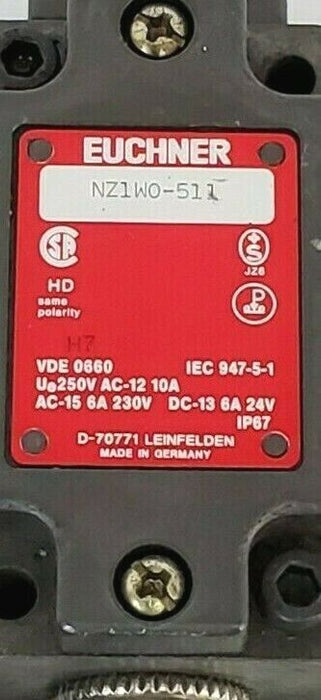 EUCHNER
NZ1WO-511
HD
same
polarity
JZ6
H7
VDE 0660 IEC 947-5-1
Ue250V AC-12 10A
AC-15 6A 230V DC-13 6A 24V
IP67
D-70771 LEINFELDEN
MADE IN GERMANY